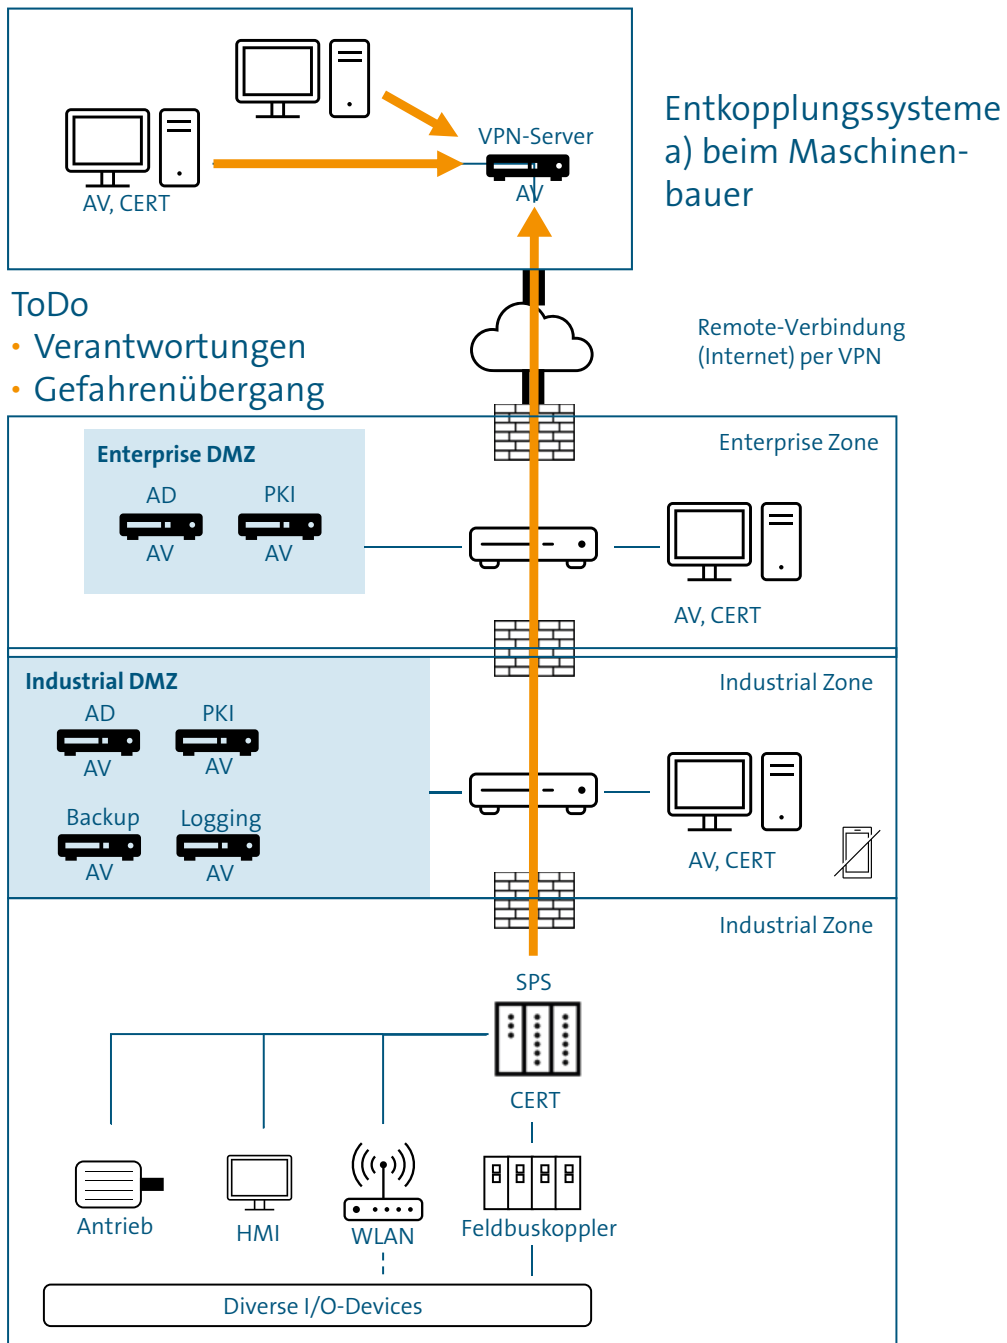 VPN-Server
AV
AV, CERT
Entkopplungssysteme
a) beim Maschinen-
bauer
ToDo
• Verantwortungen
• Gefahrenübergang
Remote-Verbindung
(Internet) per VPN
Enterprise Zone
Enterprise DMZ
AD PKI
AV AV
AV, CERT
Industrial DMZ
Industrial Zone
AD PKI
AV AV
Backup Logging
AV AV
AV, CERT
Industrial Zone
SPS
CERT
Antrieb HMI WLAN Feldbuskoppler
Diverse I/O-Devices